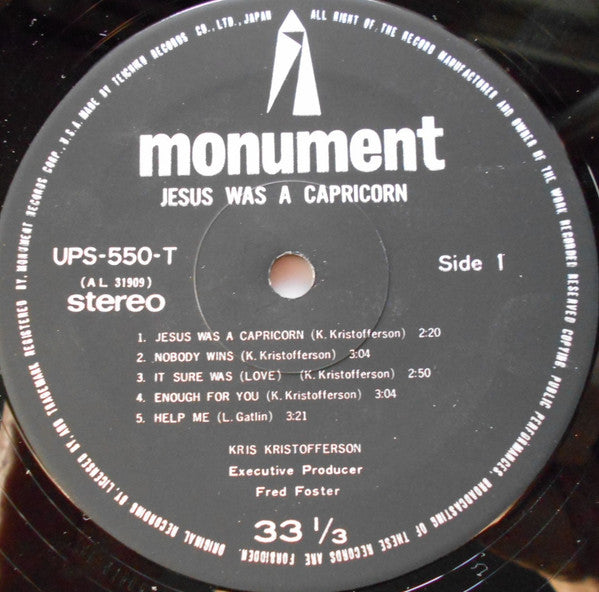 MADE BY TEICHIKU RECORDS CO.,LTD.,JAPAN ALL RIGHT OF THE RECORD MANUFACTURER AND OWNER OF THE WORK RECORDED RESERVED COPYING, PUBLIC PERFORMANCES, BROADCASTING OF THESE RECORDS ARE FORBIDDEN. ORIGINAL RECORDING BY, LICENSED BY, AND TRADEMARK REGISTERED BY, MONUMENT RECORDS CORP., U.S.A.
monument
JESUS WAS A CAPRICORN
UPS-550-T
Side 1
(AL 31909)
stereo
1. JESUS WAS A CAPRICORN (K. Kristofferson) 2:20
2. NOBODY WINS (K. Kristofferson) 3:04
3. IT SURE WAS (LOVE) (K. Kristofferson) 2:50
4. ENOUGH FOR YOU (K. Kristofferson) 3:04
5. HELP ME (L. Gatlin) 3:21
KRIS KRISTOFFERSON
Executive Producer
Fred Foster
33 1/3